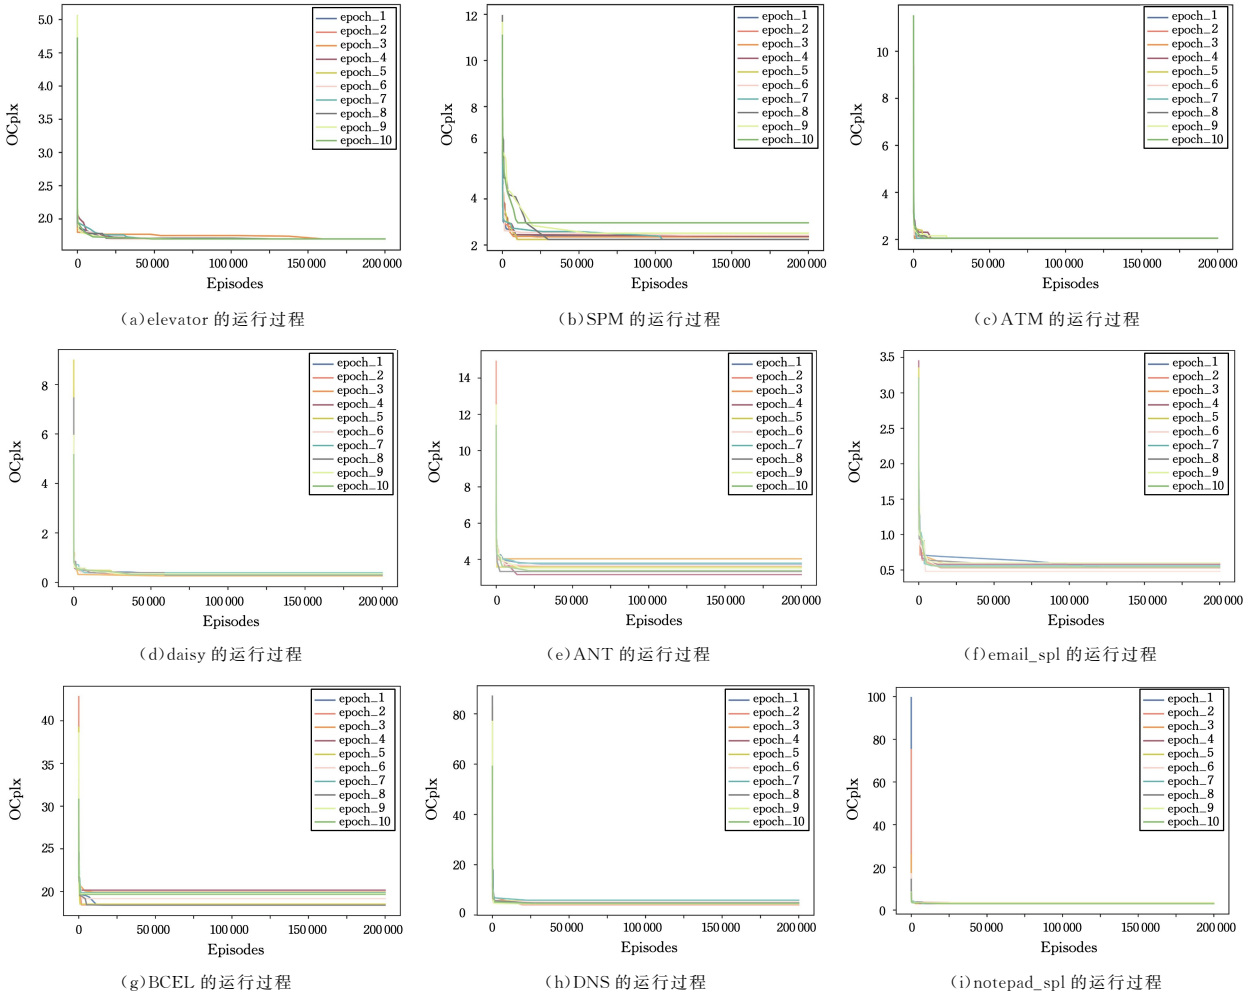 5.0
4.5
4.0
3.5
3.0
2.5
2.0
OCplx
epoch_1
epoch_2
epoch_3
epoch_4
epoch_5
epoch_6
epoch_7
epoch_8
epoch_9
epoch_10
0 50 000 100 000 150 000 200 000
Episodes
(a)elevator 的运行过程
12
10
8
6
4
2
OCplx
epoch_1
epoch_2
epoch_3
epoch_4
epoch_5
epoch_6
epoch_7
epoch_8
epoch_9
epoch_10
0 50 000 100 000 150 000 200 000
Episodes
(b)SPM 的运行过程
10
8
6
4
2
OCplx
epoch_1
epoch_2
epoch_3
epoch_4
epoch_5
epoch_6
epoch_7
epoch_8
epoch_9
epoch_10
0 50 000 100 000 150 000 200 000
Episodes
(c)ATM 的运行过程
8
6
4
2
0
OCplx
epoch_1
epoch_2
epoch_3
epoch_4
epoch_5
epoch_6
epoch_7
epoch_8
epoch_9
epoch_10
0 50 000 100 000 150 000 200 000
Episodes
(d)daisy 的运行过程
14
12
10
8
6
4
OCplx
epoch_1
epoch_2
epoch_3
epoch_4
epoch_5
epoch_6
epoch_7
epoch_8
epoch_9
epoch_10
0 50 000 100 000 150 000 200 000
Episodes
(e)ANT 的运行过程
3.5
3.0
2.5
2.0
1.5
1.0
0.5
OCplx
epoch_1
epoch_2
epoch_3
epoch_4
epoch_5
epoch_6
epoch_7
epoch_8
epoch_9
epoch_10
0 50 000 100 000 150 000 200 000
Episodes
(f)email_spl 的运行过程
40
35
30
25
20
OCplx
epoch_1
epoch_2
epoch_3
epoch_4
epoch_5
epoch_6
epoch_7
epoch_8
epoch_9
epoch_10
0 50 000 100 000 150 000 200 000
Episodes
(g)BCEL 的运行过程
80
60
40
20
0
OCplx
epoch_1
epoch_2
epoch_3
epoch_4
epoch_5
epoch_6
epoch_7
epoch_8
epoch_9
epoch_10
0 50 000 100 000 150 000 200 000
Episodes
(h)DNS 的运行过程
100
80
60
40
20
0
OCplx
epoch_1
epoch_2
epoch_3
epoch_4
epoch_5
epoch_6
epoch_7
epoch_8
epoch_9
epoch_10
0 50 000 100 000 150 000 200 000
Episodes
(i)notepad_spl 的运行过程